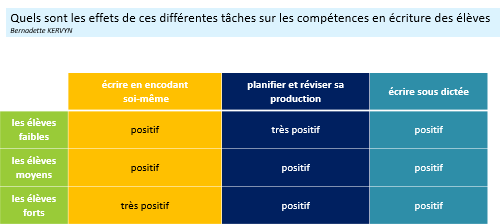 Quels sont les effets de ces différentes tâches sur les compétences en écriture des élèves
Bernadette KERVYN
écrire en encodant
soi-même
planifier et réviser sa
production
écrire sous dictée
les élèves
faibles
positif
très positif
positif
les élèves
moyens
positif
positif
positif
les élèves
forts
très positif
positif
positif